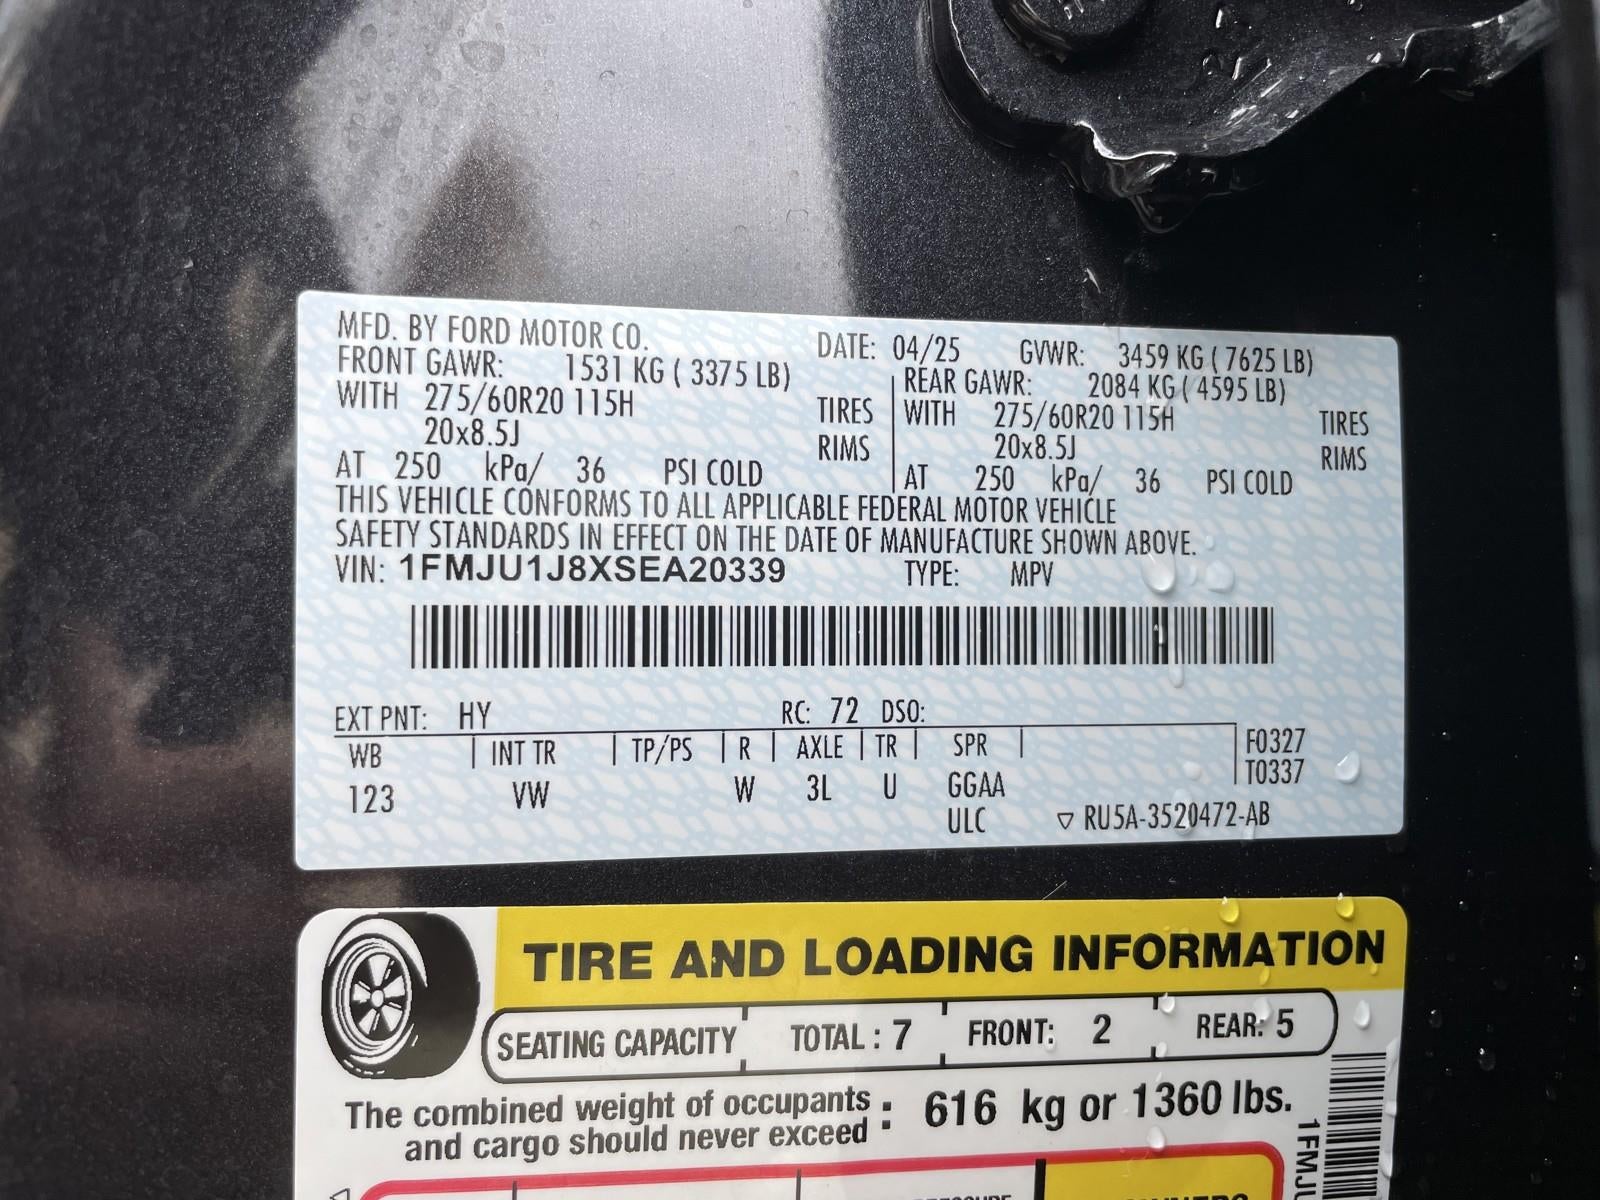 MFD. BY FORD MOTOR CO. DATE: 04/25 GVWR: 3459 KG ( 7625 LB)
FRONT GAWR: 1531 KG ( 3375 LB) REAR GAWR: 2084 KG ( 4595 LB)
WITH 275/60R20 115H TIRES WITH 275/60R20 115H TIRES
20x8.5J RIMS 20x8.5J RIMS
AT 250 kPa/ 36 PSI COLD AT 250 kPa/ 36 PSI COLD
THIS VEHICLE CONFORMS TO ALL APPLICABLE FEDERAL MOTOR VEHICLE
SAFETY STANDARDS IN EFFECT ON THE DATE OF MANUFACTURE SHOWN ABOVE.
VIN: 1FMJU1J8XSEA20339 TYPE: MPV
EXT PNT: HY RC: 72 DSO:
WB INT TR TP/PS R AXLE TR SPR F0327
T0337
123 VW W 3L U GGAA
ULC ▽ RU5A-3520472-AB
TIRE AND LOADING INFORMATION
SEATING CAPACITY TOTAL : 7 FRONT: 2 REAR: 5
The combined weight of occupants
and cargo should never exceed : 616 kg or 1360 lbs.
1FMJU